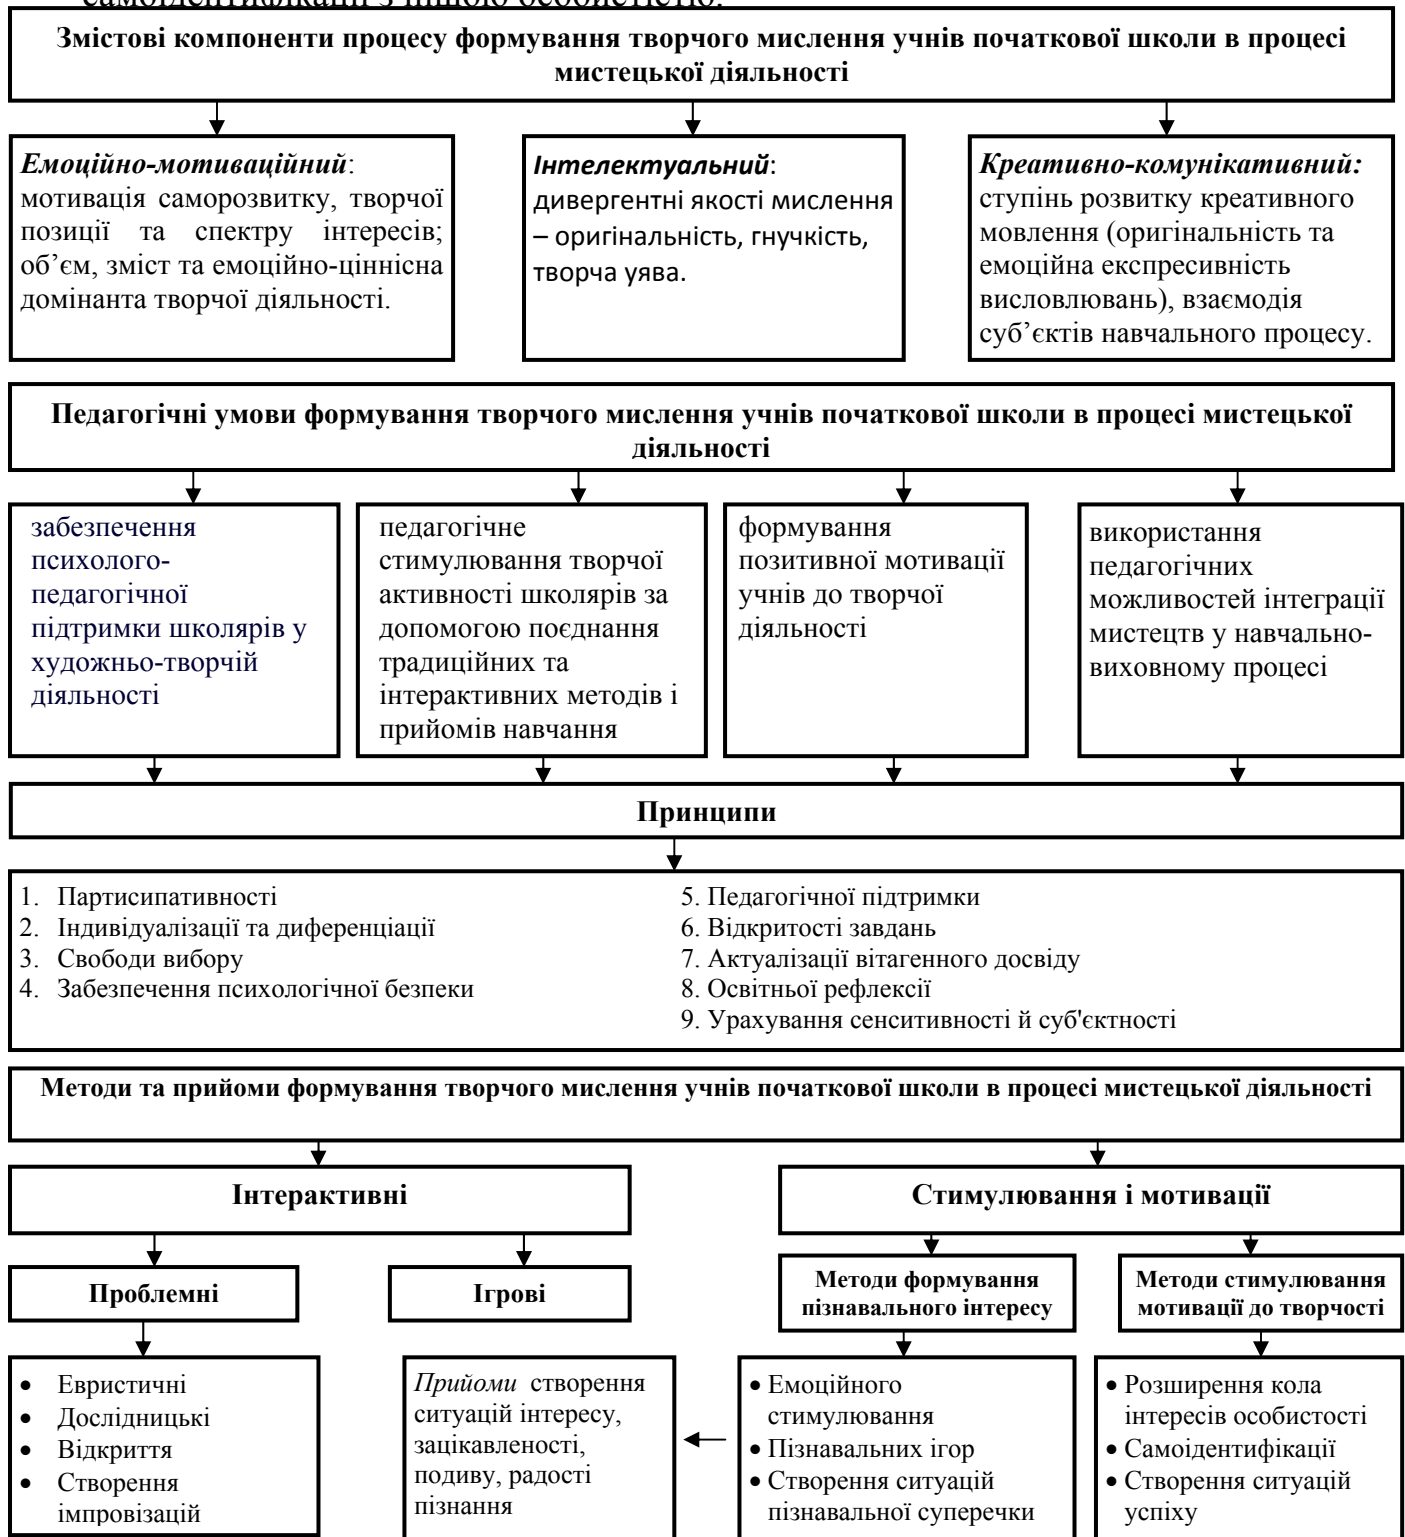 самоідентифікації з іншою особистістю.
Змістові компоненти процесу формування творчого мислення учнів початкової школи в процесі
мистецької діяльності
Емоційно-мотиваційний:
мотивація саморозвитку, творчої
позиції та спектру інтересів;
об’єм, зміст та емоційно-ціннісна
домінанта творчої діяльності.
Інтелектуальний:
дивергентні якості мислення
– оригінальність, гнучкість,
творча уява.
Креативно-комунікативний:
ступінь розвитку креативного
мовлення (оригінальність та
емоційна експресивність
висловлювань), взаємодія
суб’єктів навчального процесу.
Педагогічні умови формування творчого мислення учнів початкової школи в процесі мистецької
діяльності
забезпечення
психолого-
педагогічної
підтримки школярів у
художньо-творчій
діяльності
педагогічне
стимулювання творчої
активності школярів за
допомогою поєднання
традиційних та
інтерактивних методів і
прийомів навчання
формування
позитивної мотивації
учнів до творчої
діяльності
використання
педагогічних
можливостей інтеграції
мистецтв у навчально-
виховному процесі
Принципи
1. Партисипативності
2. Індивідуалізації та диференціації
3. Свободи вибору
4. Забезпечення психологічної безпеки
5. Педагогічної підтримки
6. Відкритості завдань
7. Актуалізації вітагенного досвіду
8. Освітньої рефлексії
9. Урахування сенситивності й суб'єктності
Методи та прийоми формування творчого мислення учнів початкової школи в процесі мистецької діяльності
Інтерактивні
Стимулювання і мотивації
Проблемні
Ігрові
Методи формування
пізнавального інтересу
Методи стимулювання
мотивації до творчості
• Евристичні
• Дослідницькі
• Відкриття
• Створення
імпровізацій
Прийоми створення
ситуацій інтересу,
зацікавленості,
подиву, радості
пізнання
• Емоційного
стимулювання
• Пізнавальних ігор
• Створення ситуацій
пізнавальної суперечки
• Розширення кола
інтересів особистості
• Самоідентифікації
• Створення ситуацій
успіху